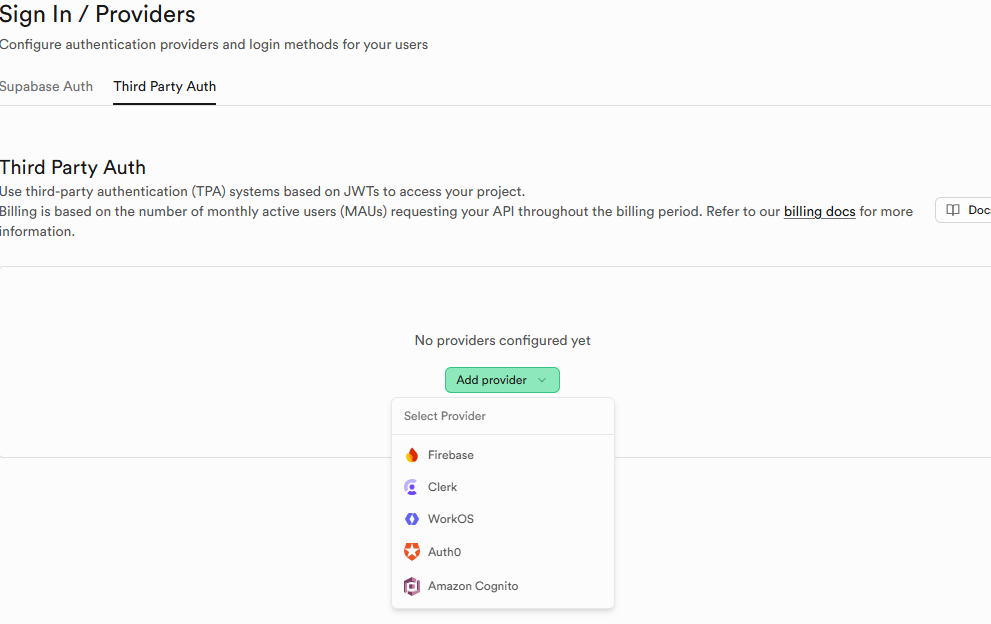 Sign In / Providers
Configure authentication providers and login methods for your users
Supabase Auth Third Party Auth
Third Party Auth
Use third-party authentication (TPA) systems based on JWTs to access your project.
Billing is based on the number of monthly active users (MAUs) requesting your API throughout the billing period. Refer to our billing docs for more
information.
Doc
No providers configured yet
Add provider
Select Provider
Firebase
Clerk
WorkOS
Auth0
Amazon Cognito